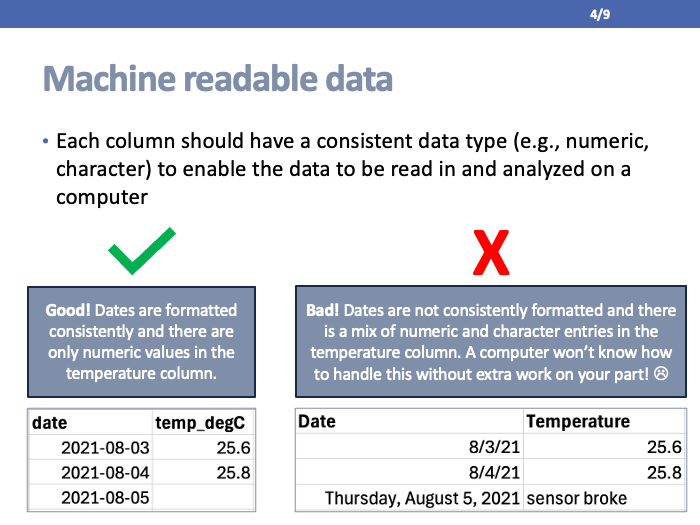 4/9
Machine readable data
• Each column should have a consistent data type (e.g., numeric,
character) to enable the data to be read in and analyzed on a
computer
X
Good! Dates are formatted
consistently and there are
only numeric values in the
temperature column.
Bad! Dates are not consistently formatted and there
is a mix of numeric and character entries in the
temperature column. A computer won't know how
to handle this without extra work on your part! ☹
date temp_degC
2021-08-03 25.6
2021-08-04 25.8
2021-08-05
Date Temperature
8/3/21 25.6
8/4/21 25.8
Thursday, August 5, 2021 sensor broke